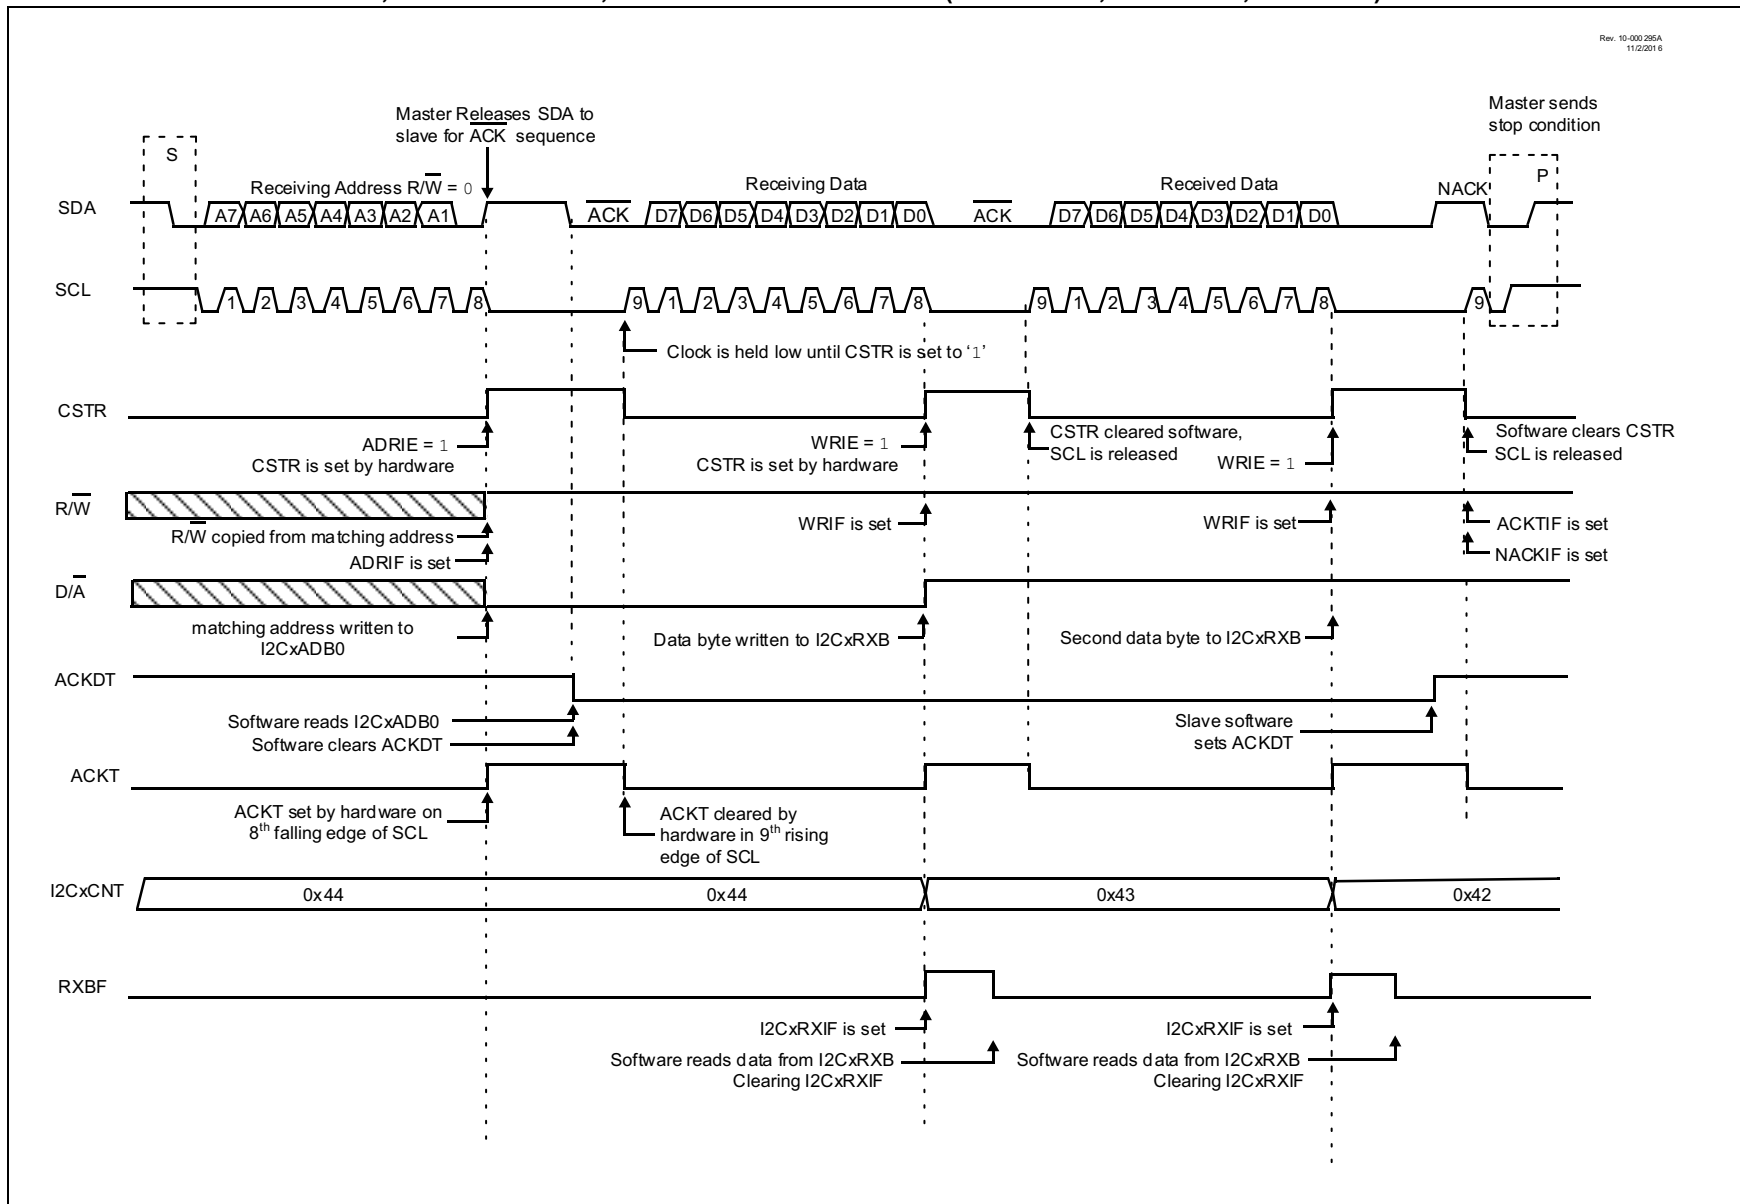 Rev. 10-000 295A
11/2/201 6
Master Releases SDA to
slave for ACK sequence
Master sends
stop condition
S
P
Receiving Address R/W = 0
Receiving Data
Received Data
NACK
SDA
A7 A6 A5 A4 A3 A2 A1
ACK
D7 D6 D5 D4 D3 D2 D1 D0
ACK
D7 D6 D5 D4 D3 D2 D1 D0
SCL
1 2 3 4 5 6 7 8 9 1 2 3 4 5 6 7 8 9 1 2 3 4 5 6 7 8 9
Clock is held low until CSTR is set to ‘1’
CSTR
ADRIE = 1
CSTR is set by hardware
WRIE = 1
CSTR is set by hardware
CSTR cleared software,
SCL is released
WRIE = 1
Software clears CSTR
SCL is released
R/W
R/W copied from matching address
ADRIF is set
WRIF is set
WRIF is set
ACKTIF is set
NACKIF is set
D/A
matching address written to
I2CxADB0
Data byte written to I2CxRXB
Second data byte to I2CxRXB
ACKDT
Software reads I2CxADB0
Software clears ACKDT
Slave software
sets ACKDT
ACKT
ACKT set by hardware on
8th falling edge of SCL
ACKT cleared by
hardware in 9th rising
edge of SCL
I2CxCNT
0x44
0x44
0x43
0x42
RXBF
I2CxRXIF is set
Software reads data from I2CxRXB
Clearing I2CxRXIF
I2CxRXIF is set
Software reads data from I2CxRXB
Clearing I2CxRXIF